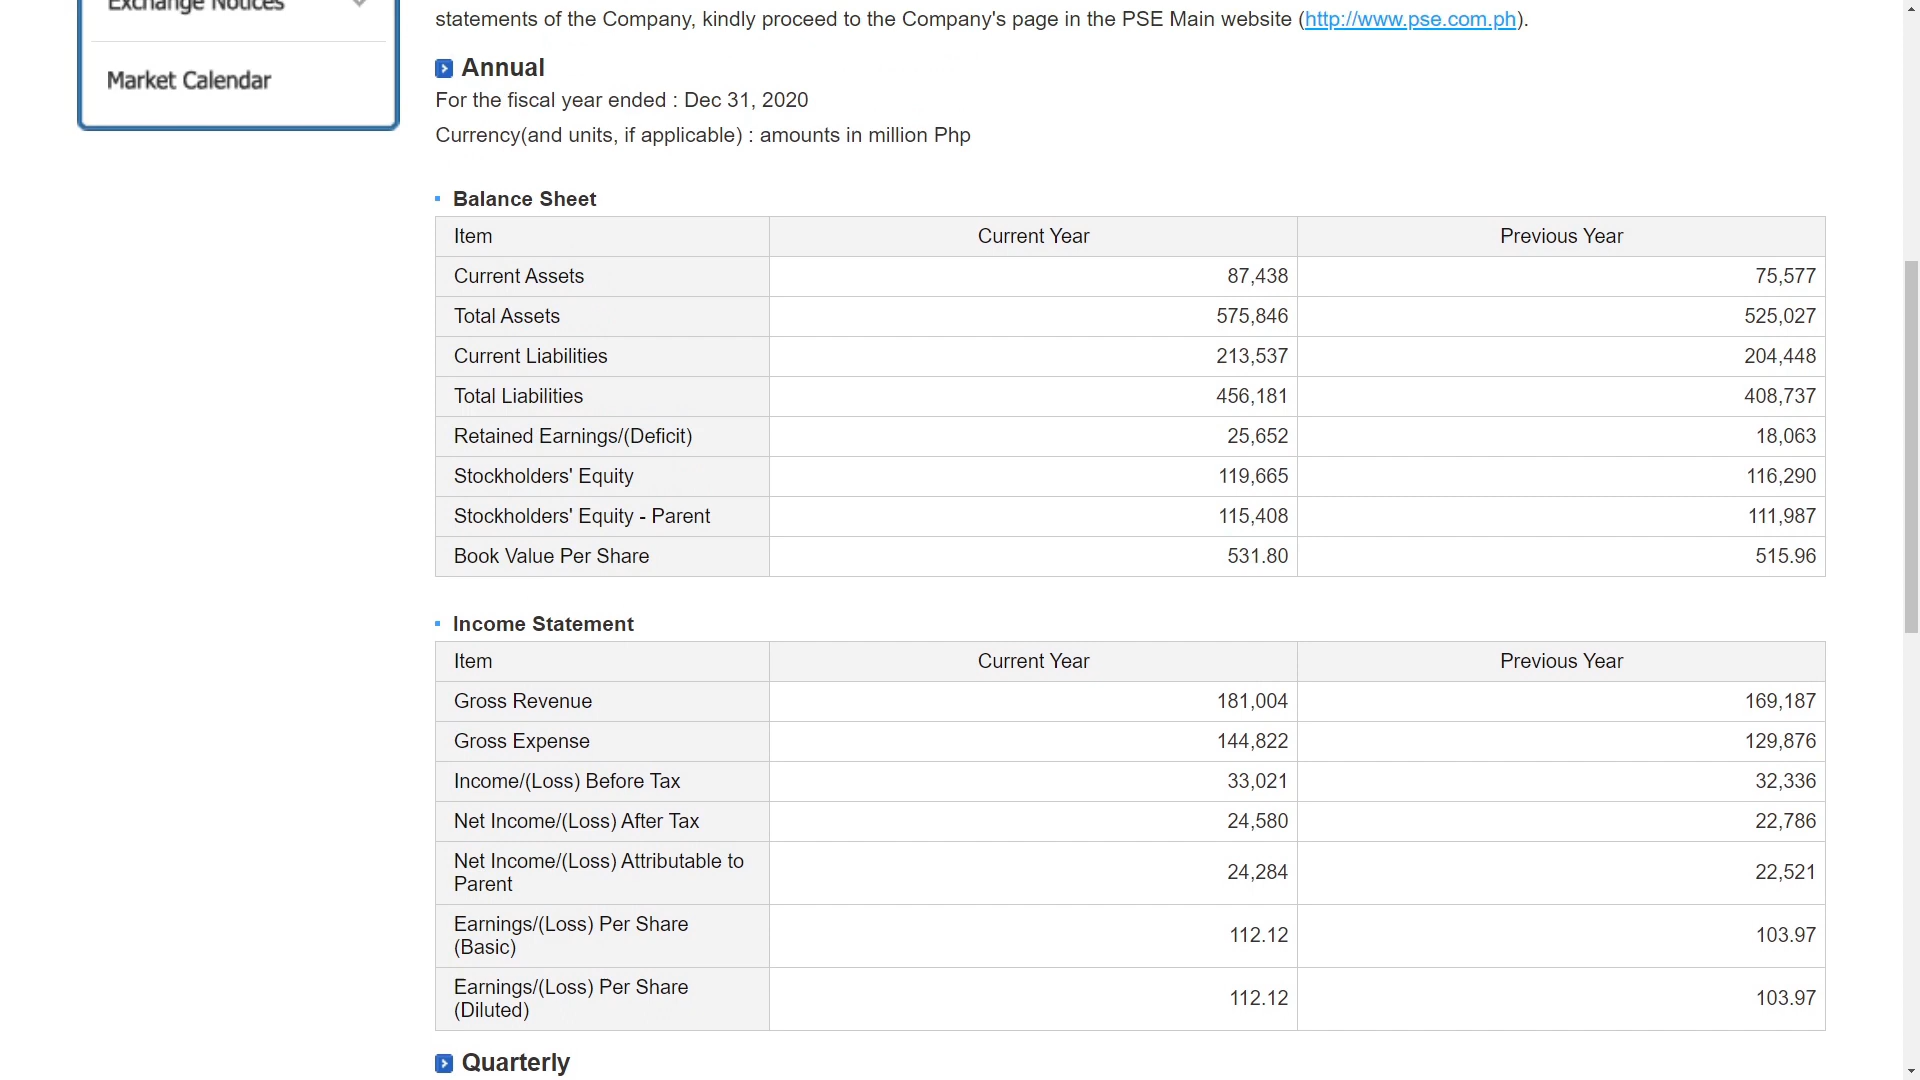 Exchange Notices
Market Calendar
statements of the Company, kindly proceed to the Company's page in the PSE Main website (http://www.pse.com.ph).
Annual
For the fiscal year ended : Dec 31, 2020
Currency(and units, if applicable) : amounts in million Php
Balance Sheet
Item Current Year Previous Year
Current Assets 87,438 75,577
Total Assets 575,846 525,027
Current Liabilities 213,537 204,448
Total Liabilities 456,181 408,737
Retained Earnings/(Deficit) 25,652 18,063
Stockholders' Equity 119,665 116,290
Stockholders' Equity - Parent 115,408 111,987
Book Value Per Share 531.80 515.96
Income Statement
Item Current Year Previous Year
Gross Revenue 181,004 169,187
Gross Expense 144,822 129,876
Income/(Loss) Before Tax 33,021 32,336
Net Income/(Loss) After Tax 24,580 22,786
Net Income/(Loss) Attributable to
Parent 24,284 22,521
Earnings/(Loss) Per Share
(Basic) 112.12 103.97
Earnings/(Loss) Per Share
(Diluted) 112.12 103.97
Quarterly